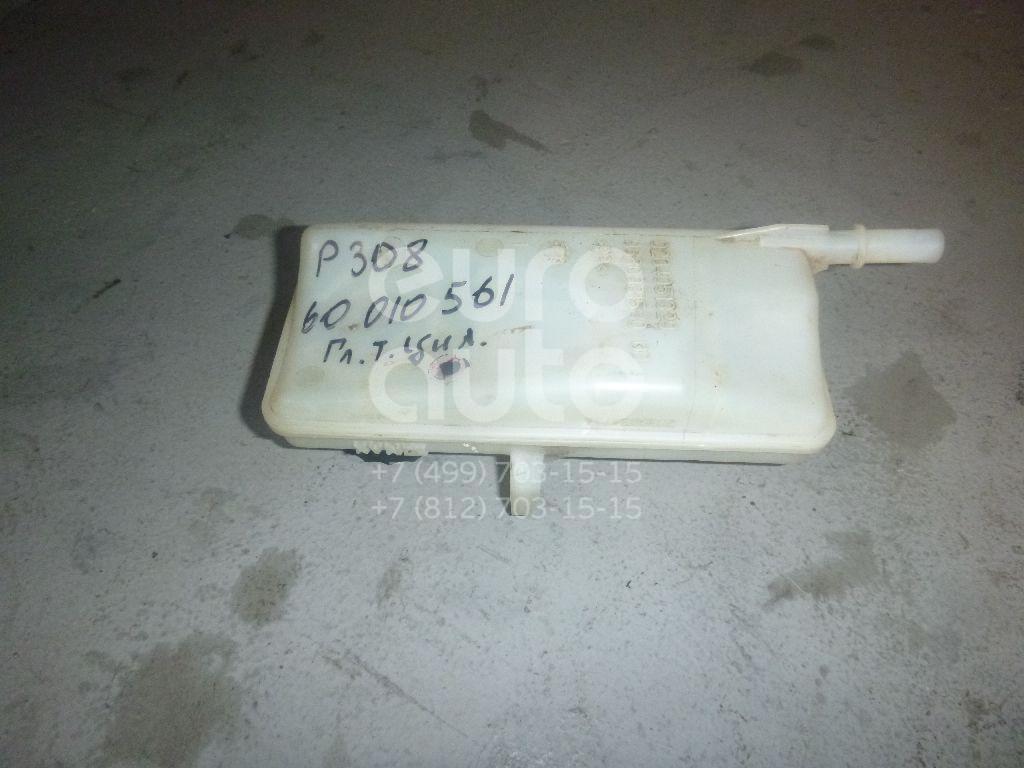 P308
60 010 561
Гл. т. цил.
euro
auto
+7 (499) 703-15-15
+7 (812) 703-15-15